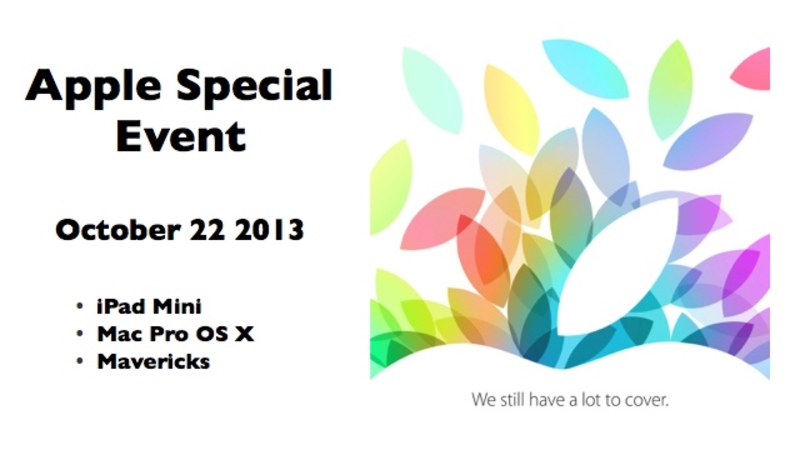 Apple Special
Event
October 22 2013
• iPad Mini
• Mac Pro OS X
• Mavericks
We still have a lot to cover.